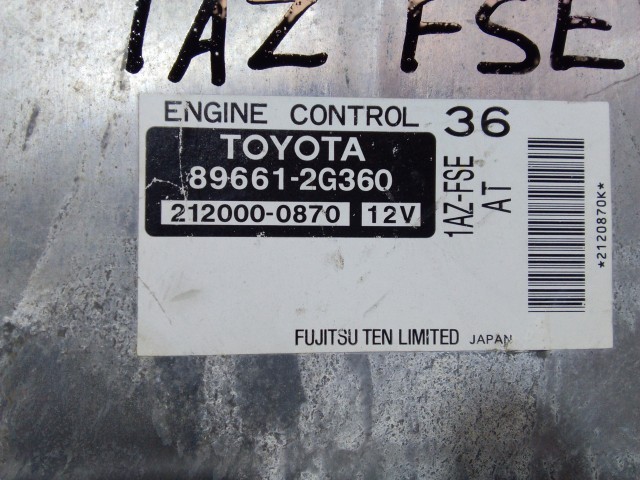 1AZ FSE
ENGINE CONTROL 36
TOYOTA
89661-2G360
212000-0870 12V
1AZ-FSE
AT
*2120870K*
FUJITSU TEN LIMITED JAPAN